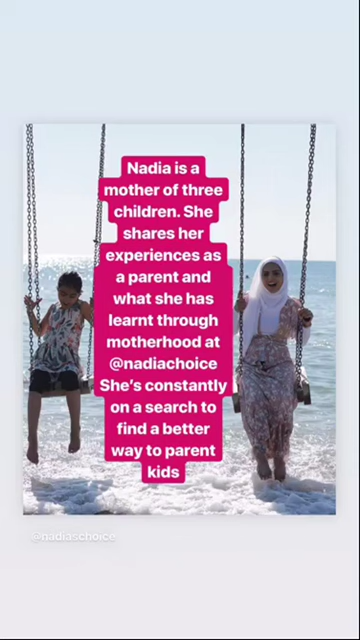 Nadia is a
mother of three
children. She
shares her
experiences as
a parent and
what she has
learnt through
motherhood at
@nadiachoice
She's constantly
on a search to
find a better
way to parent
kids
@nadiaschoice